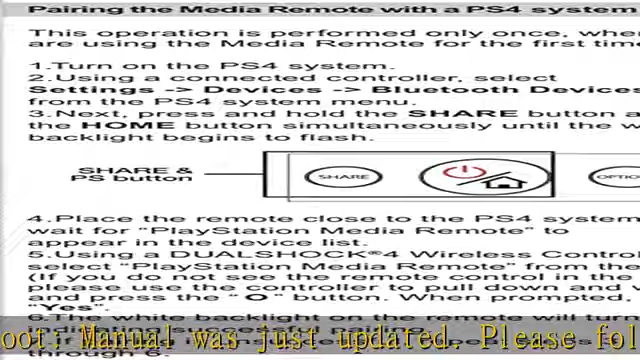 Pairing the Media Remote with a PS4 system
This operation is performed only once, whe
are using the Media Remote for the first time
1.Turn on the PS4 system.
2.Using a connected controller, select
Settings -> Devices -> Bluetooth Devices
from the PS4 system menu.
3.Next, press and hold the SHARE button a
the HOME button simultaneously until the w
backlight begins to flash.
SHARE &
PS button
SHARE
OPTIO
4.Place the remote close to the PS4 system
wait for "PlayStation Media Remote" to
appear in the device list.
5.Using a DUALSHOCK®4 Wireless Control
select "PlayStation Media Remote" from the
(If you do not see the remote control in the
please use the controller to pull down and
and press the " O " button. When prompted,
"Yes".
6.The white backlight on the remote will turn
oot; Manual was just updated. Please fol
through 6.